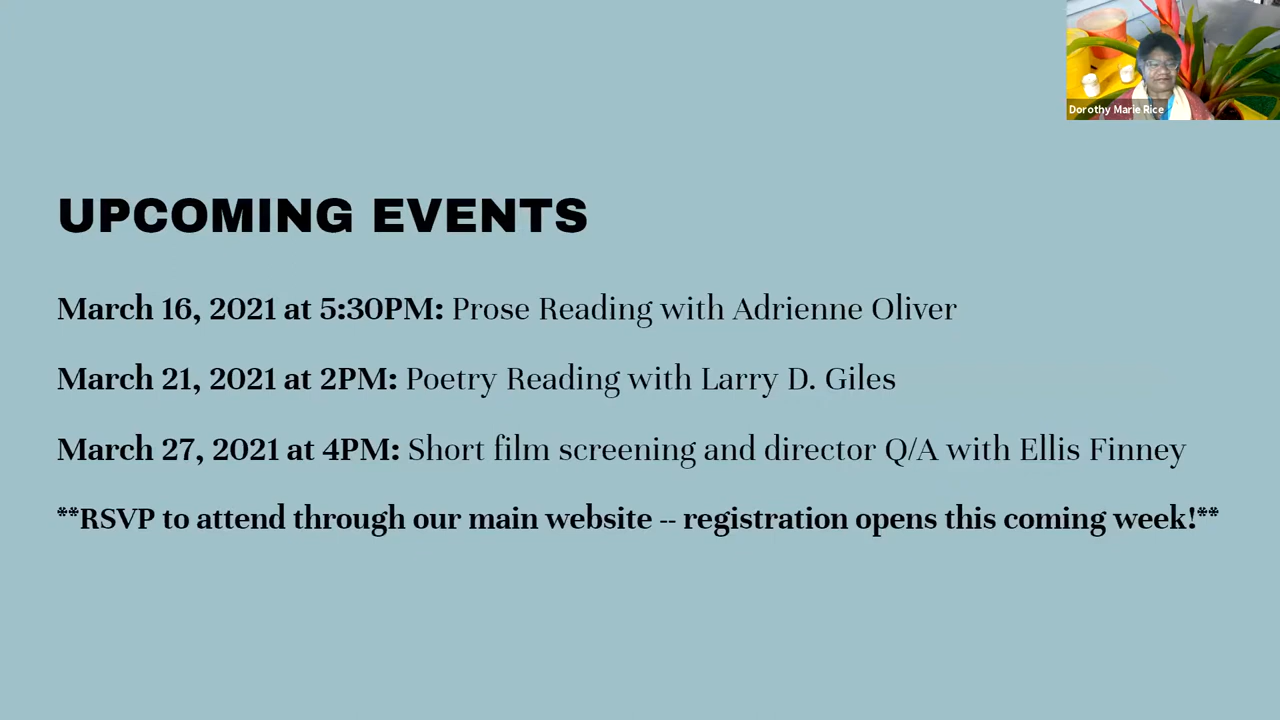 Dorothy Marie Rice
UPCOMING EVENTS
March 16, 2021 at 5:30PM: Prose Reading with Adrienne Oliver
March 21, 2021 at 2PM: Poetry Reading with Larry D. Giles
March 27, 2021 at 4PM: Short film screening and director Q/A with Ellis Finney
**RSVP to attend through our main website -- registration opens this coming week!**